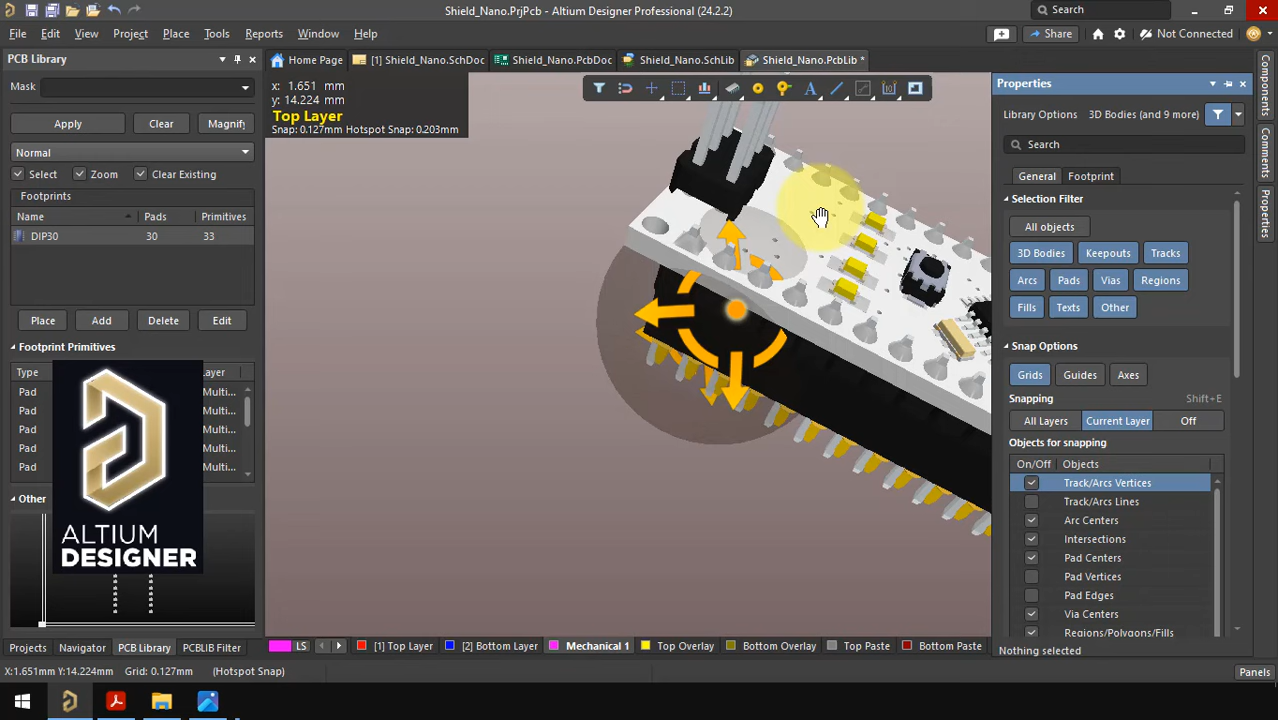 Shield_Nano.PrjPcb - Altium Designer Professional (24.2.2)
Search
File Edit View Project Place Tools Reports Window Help
Share
Not Connected
PCB Library
Mask
Apply Clear Magnify
Normal
Select Zoom Clear Existing
Footprints
Name Pads Primitives
DIP30 30 33
Place Add Delete Edit
Footprint Primitives
Type Layer
Pad Multi...
Pad Multi...
Pad Multi...
Pad Multi...
Pad Multi...
Other
ALTIUM
DESIGNER
Projects Navigator PCB Library PCBLIB Filter
Home Page [1] Shield_Nano.SchDoc Shield_Nano.PcbDoc Shield_Nano.SchLib Shield_Nano.PcbLib *
x: 1.651 mm
y: 14.224 mm
Top Layer
Snap: 0.127mm Hotspot Snap: 0.203mm
LS [1] Top Layer [2] Bottom Layer Mechanical 1 Top Overlay Bottom Overlay Top Paste Bottom Paste
Properties
Library Options 3D Bodies (and 9 more)
Search
General Footprint
Selection Filter
All objects
3D Bodies Keepouts Tracks
Arcs Pads Vias Regions
Fills Texts Other
Snap Options
Grids Guides Axes
Snapping Shift+E
All Layers Current Layer Off
Objects for snapping
On/Off Objects
Track/Arcs Vertices
Track/Arcs Lines
Arc Centers
Intersections
Pad Centers
Pad Vertices
Pad Edges
Via Centers
Regions/Polygons/Fills
Nothing selected
Components
Comments
Properties
X:1.651mm Y:14.224mm Grid: 0.127mm (Hotspot Snap)
Panels